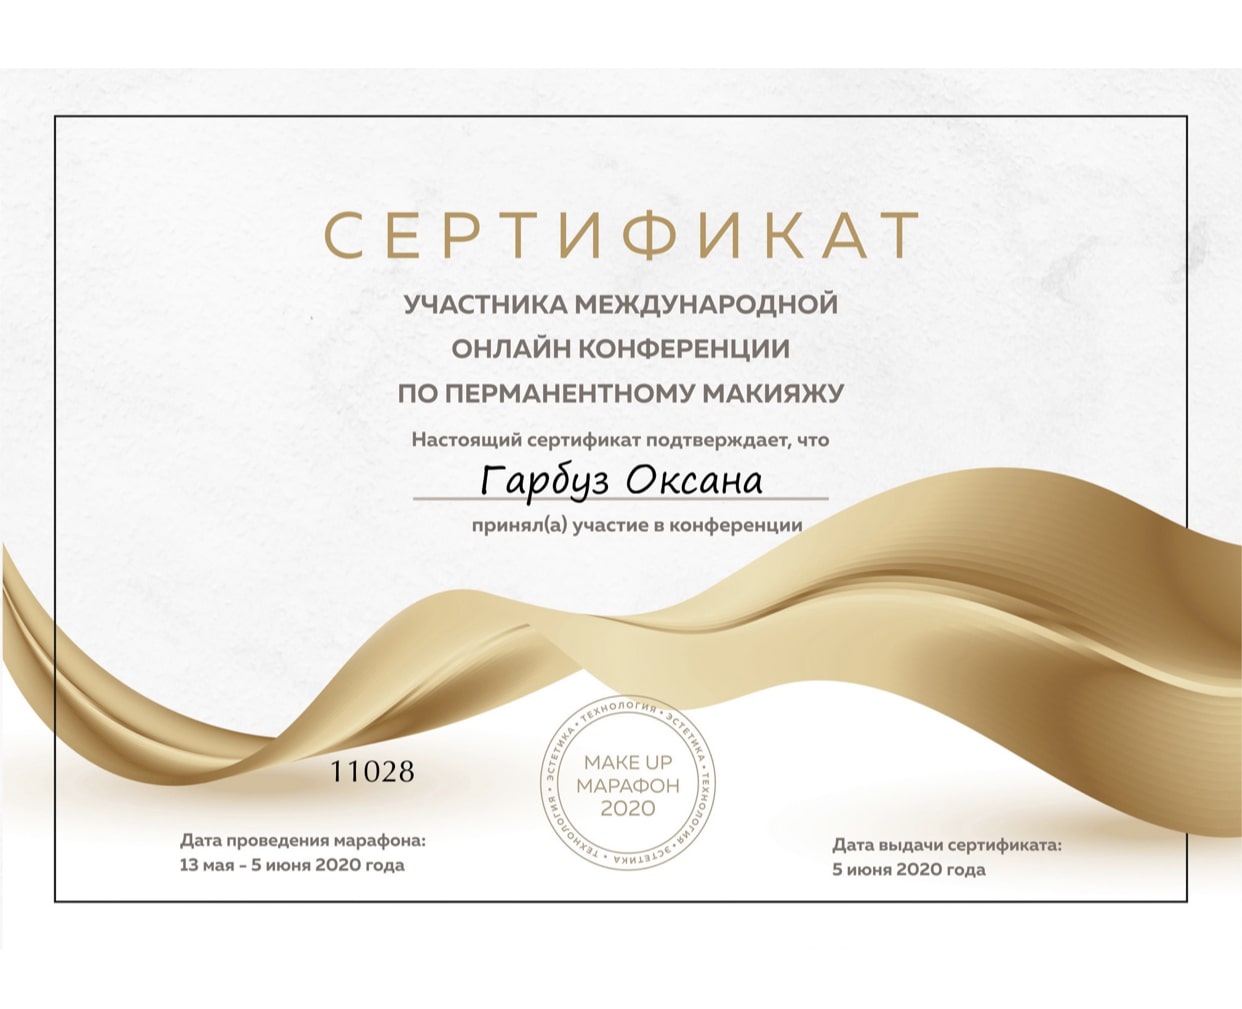 СЕРТИФИКАТ
УЧАСТНИКА МЕЖДУНАРОДНОЙ
ОНЛАЙН КОНФЕРЕНЦИИ
ПО ПЕРМАНЕНТНОМУ МАКИЯЖУ
Настоящий сертификат подтверждает, что
Гарбуз Оксана
принял(а) участие в конференции
11028
ТЕХНОЛОГИЯ • ЭСТЕТИКА • ТЕХНОЛОГИЯ • ЭСТЕТИКА • ТЕХНОЛОГИЯ • ЭСТЕТИКА •
MAKE UP
МАРАФОН
2020
Дата проведения марафона:
13 мая – 5 июня 2020 года
Дата выдачи сертификата:
5 июня 2020 года